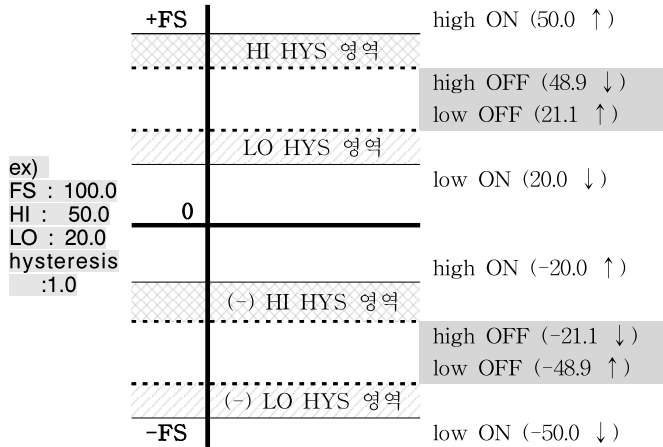 +FS
high ON (50.0 ↑)
HI HYS 영역
high OFF (48.9 ↓)
low OFF (21.1 ↑)
LO HYS 영역
low ON (20.0 ↓)
ex)
FS : 100.0
HI : 50.0
LO : 20.0
hysteresis
:1.0
0
high ON (-20.0 ↑)
(-) HI HYS 영역
high OFF (-21.1 ↓)
low OFF (-48.9 ↑)
(-) LO HYS 영역
-FS
low ON (-50.0 ↓)